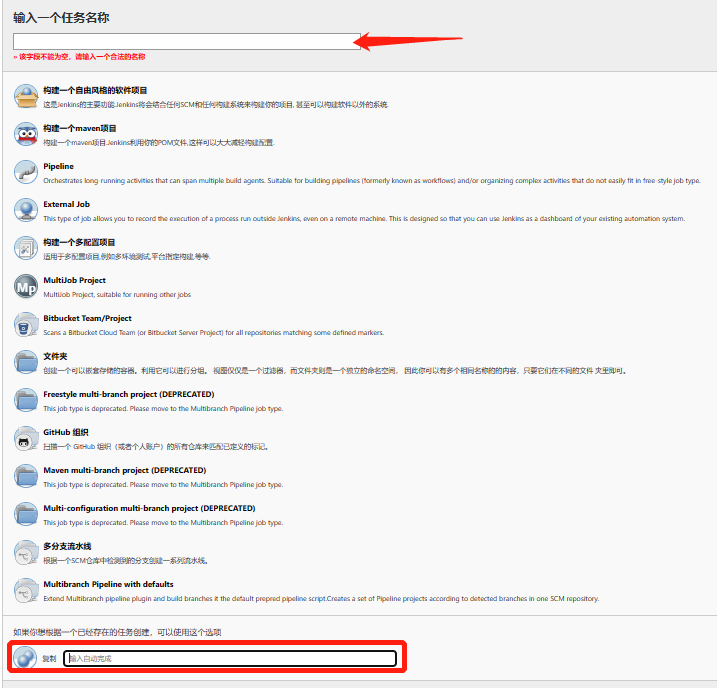 输入一个任务名称
» 该字段不能为空，请输入一个合法的名称
构建一个自由风格的软件项目
这是Jenkins的主要功能.Jenkins将会结合任何SCM和任何构建系统来构建你的项目, 甚至可以构建软件以外的系统.
构建一个maven项目
构建一个maven项目.Jenkins利用你的POM文件,这样可以大大减轻构建配置.
Pipeline
Orchestrates long-running activities that can span multiple build agents. Suitable for building pipelines (formerly known as workflows) and/or organizing complex activities that do not easily fit in free-style job type.
External Job
This type of job allows you to record the execution of a process run outside Jenkins, even on a remote machine. This is designed so that you can use Jenkins as a dashboard of your existing automation system.
构建一个多配置项目
适用于多配置项目,例如多环境测试,平台指定构建,等等.
Mp
MultiJob Project
MultiJob Project, suitable for running other jobs
Bitbucket Team/Project
Scans a Bitbucket Cloud Team (or Bitbucket Server Project) for all repositories matching some defined markers.
文件夹
创建一个可以嵌套存储的容器。利用它可以进行分组。 视图仅仅是一个过滤器，而文件夹则是一个独立的命名空间， 因此你可以有多个相同名称的的内容，只要它们在不同的文件 夹里即可。
Freestyle multi-branch project (DEPRECATED)
This job type is deprecated. Please move to the Multibranch Pipeline job type.
GitHub 组织
扫描一个 GitHub 组织（或者个人账户）的所有仓库来匹配已定义的标记。
Maven multi-branch project (DEPRECATED)
This job type is deprecated. Please move to the Multibranch Pipeline job type.
Multi-configuration multi-branch project (DEPRECATED)
This job type is deprecated. Please move to the Multibranch Pipeline job type.
多分支流水线
根据一个SCM仓库中检测到的分支创建一系列流水线。
Multibranch Pipeline with defaults
Extend Multibranch pipeline plugin and build branches it the default prepred pipeline script.Creates a set of Pipeline projects according to detected branches in one SCM repository.
如果你想根据一个已经存在的任务创建，可以使用这个选项
复制 输入自动完成